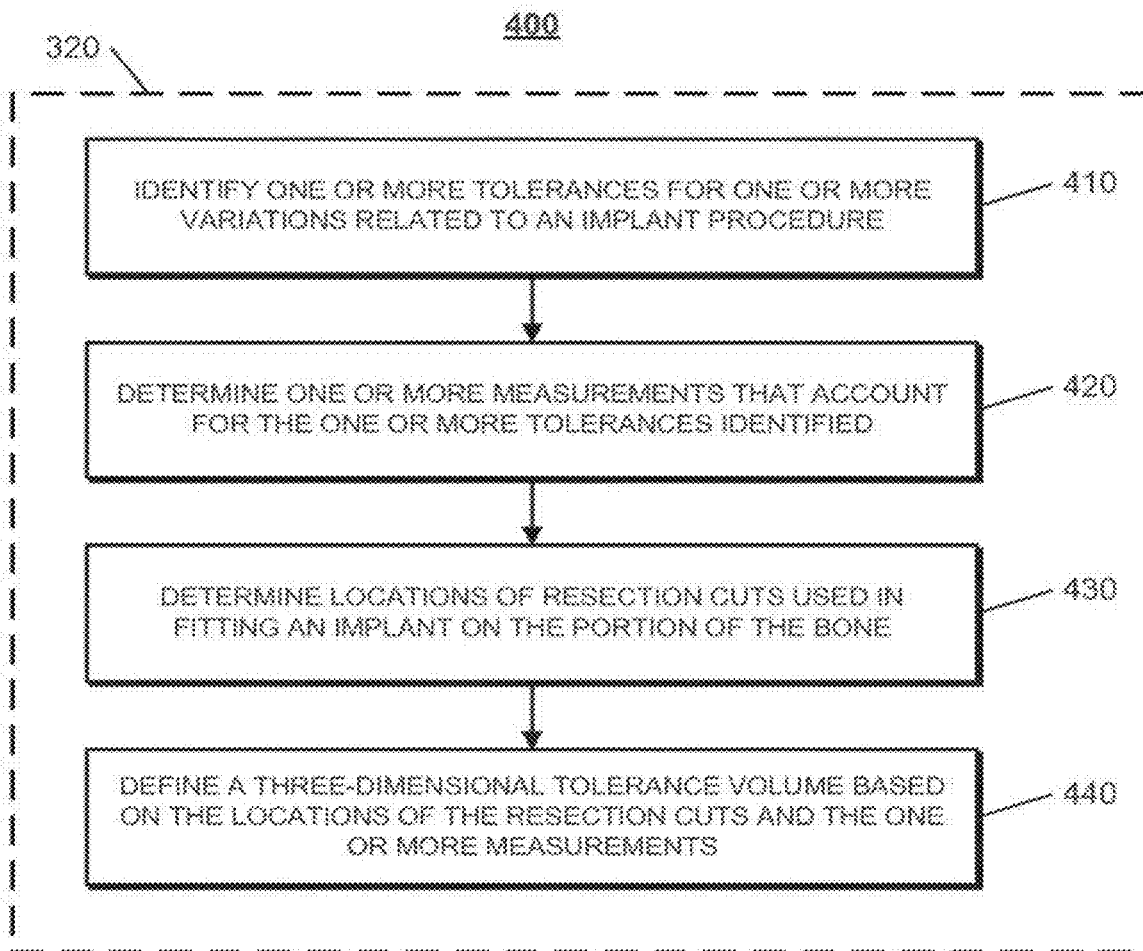 400
320
IDENTIFY ONE OR MORE TOLERANCES FOR ONE OR MORE
VARIATIONS RELATED TO AN IMPLANT PROCEDURE
410
DETERMINE ONE OR MORE MEASUREMENTS THAT ACCOUNT
FOR THE ONE OR MORE TOLERANCES IDENTIFIED
420
DETERMINE LOCATIONS OF RESECTION CUTS USED IN
FITTING AN IMPLANT ON THE PORTION OF THE BONE
430
DEFINE A THREE-DIMENSIONAL TOLERANCE VOLUME BASED
ON THE LOCATIONS OF THE RESECTION CUTS AND THE ONE
OR MORE MEASUREMENTS
440